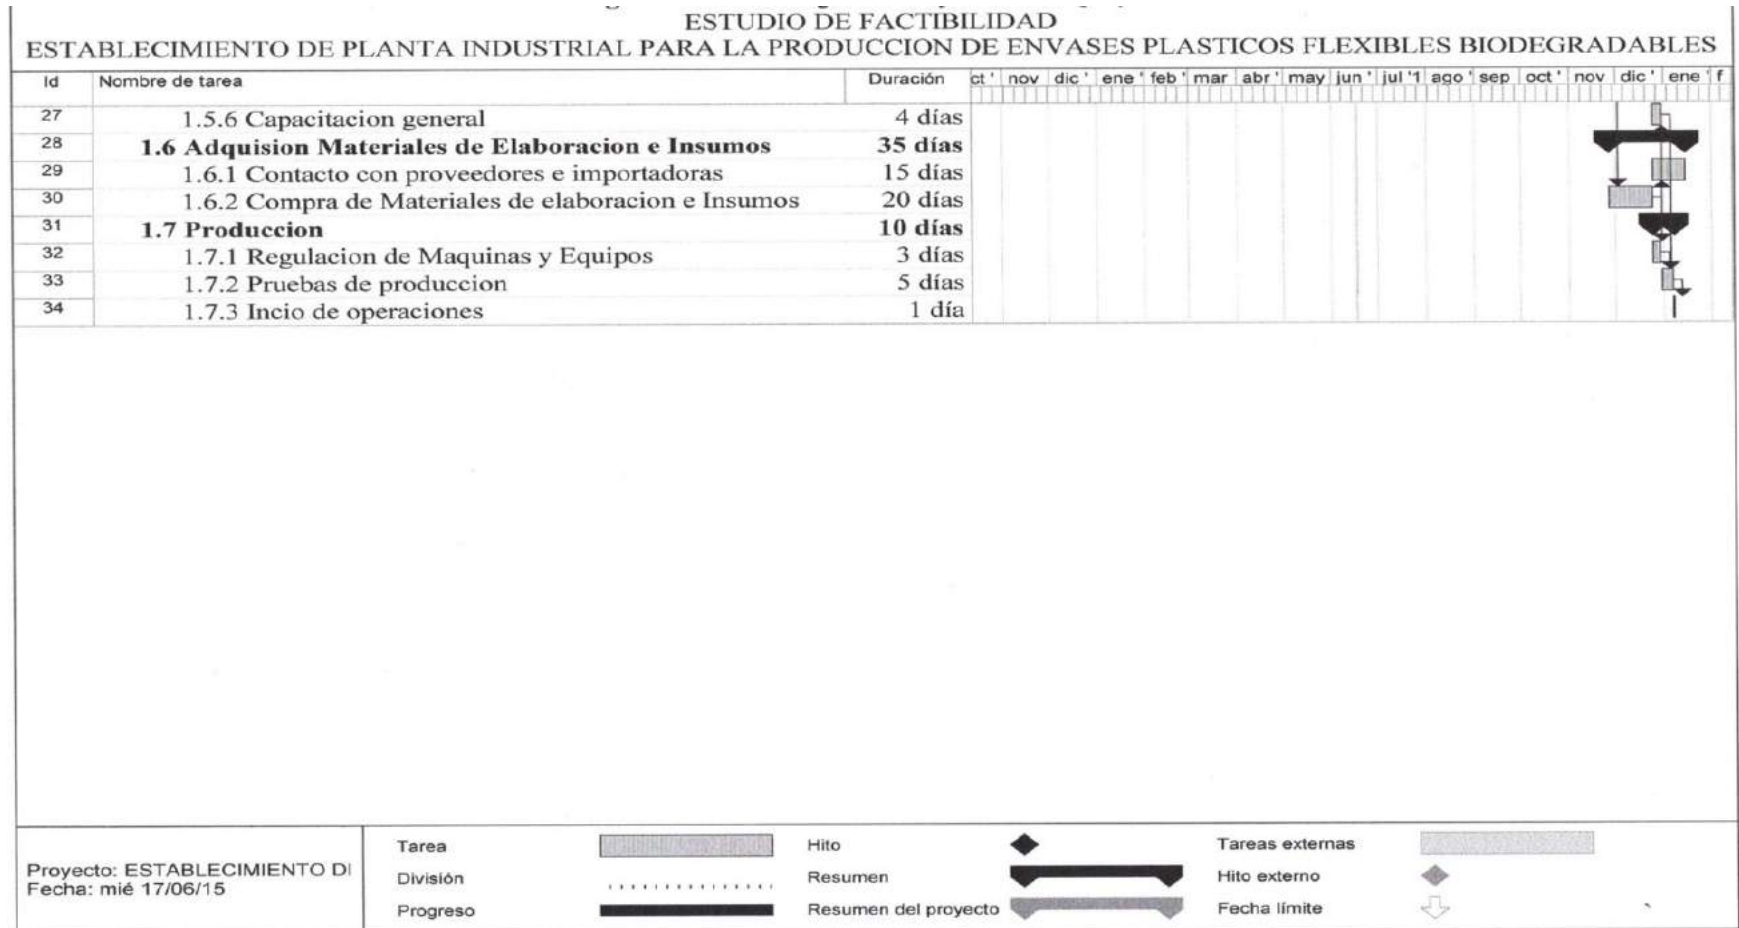 ESTUDIO DE FACTIBILIDAD
ESTABLECIMIENTO DE PLANTA INDUSTRIAL PARA LA PRODUCCION DE ENVASES PLASTICOS FLEXIBLES BIODEGRADABLES
Id Nombre de tarea Duración ct ' nov dic ' ene ' feb ' mar abr ' may jun ' jul '1 ago ' sep oct ' nov dic ' ene ' f
27 1.5.6 Capacitacion general 4 días
28 1.6 Adquision Materiales de Elaboracion e Insumos 35 días
29 1.6.1 Contacto con proveedores e importadoras 15 días
30 1.6.2 Compra de Materiales de elaboracion e Insumos 20 días
31 1.7 Produccion 10 días
32 1.7.1 Regulacion de Maquinas y Equipos 3 días
33 1.7.2 Pruebas de produccion 5 días
34 1.7.3 Incio de operaciones 1 día
Proyecto: ESTABLECIMIENTO DI
Fecha: mié 17/06/15
Tarea Hito Tareas externas
División Resumen Hito externo
Progreso Resumen del proyecto Fecha límite